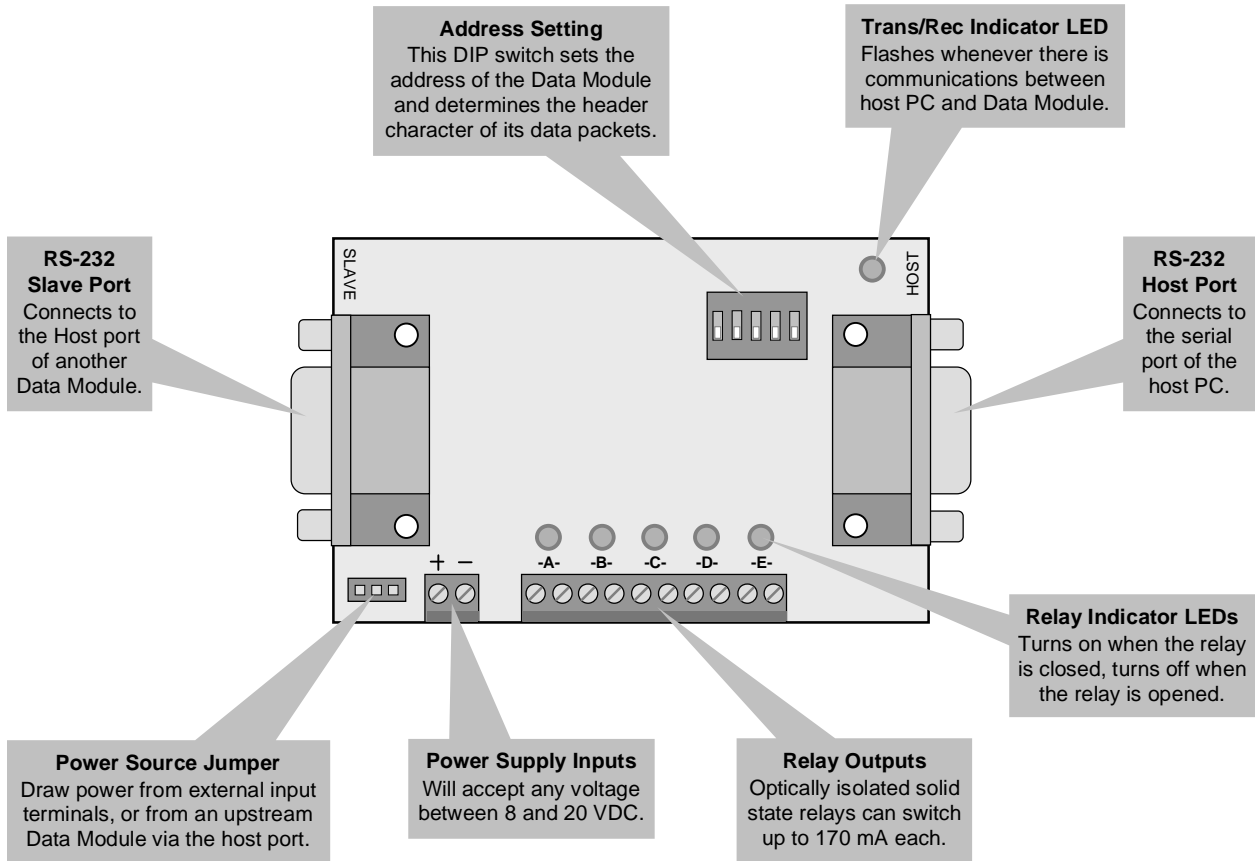 Address Setting
This DIP switch sets the
address of the Data Module
and determines the header
character of its data packets.
Trans/Rec Indicator LED
Flashes whenever there is
communications between
host PC and Data Module.
RS-232
Slave Port
Connects to
the Host port
of another
Data Module.
SLAVE
HOST
RS-232
Host Port
Connects to
the serial
port of the
host PC.
+ −
-A- -B- -C- -D- -E-
Relay Indicator LEDs
Turns on when the relay
is closed, turns off when
the relay is opened.
Power Source Jumper
Draw power from external input
terminals, or from an upstream
Data Module via the host port.
Power Supply Inputs
Will accept any voltage
between 8 and 20 VDC.
Relay Outputs
Optically isolated solid
state relays can switch
up to 170 mA each.